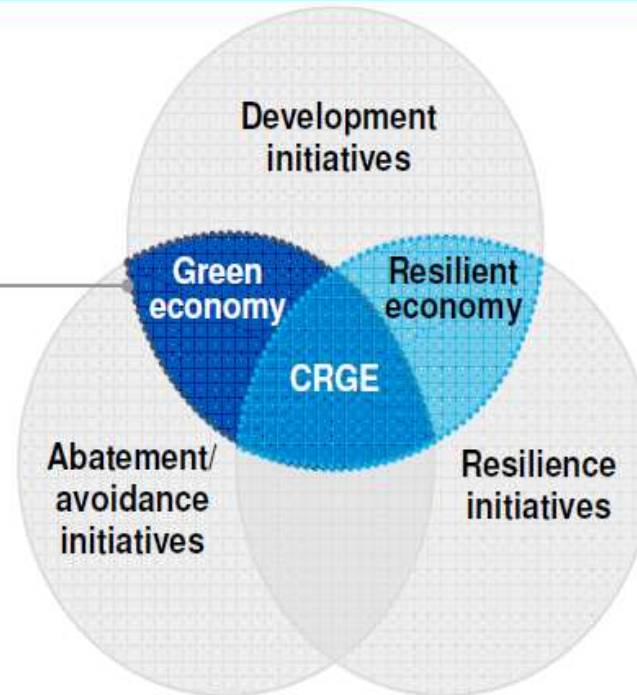 Development
initiatives
Green
economy
Resilient
economy
CRGE
Abatement/
avoidance
initiatives
Resilience
initiatives